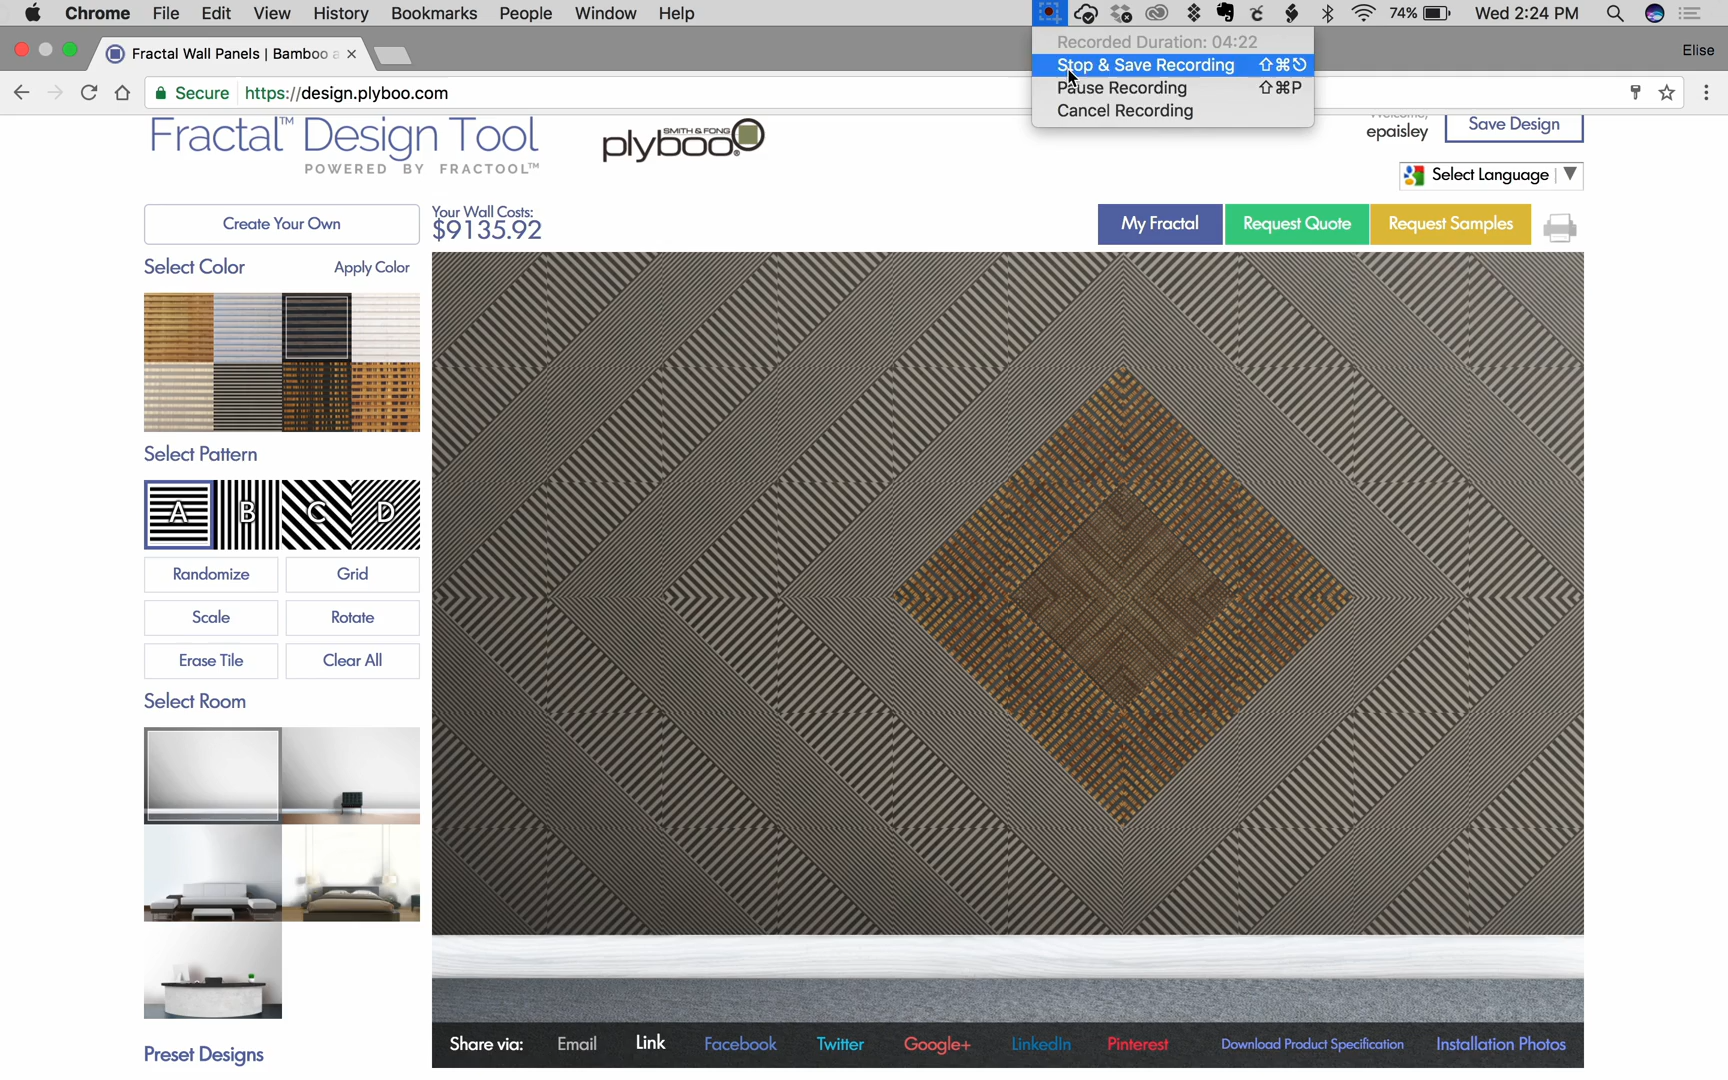 Chrome File Edit View History Bookmarks People Window Help 74% Wed 2:24 PM
Recorded Duration: 04:22
Stop & Save Recording ⇧⌘⎋
Pause Recording ⇧⌘P
Cancel Recording
Fractal Wall Panels | Bamboo a
Elise
Secure https://design.plyboo.com
Fractal™ Design Tool
POWERED BY FRACTOOL™
SMITH & FONG
plyboo®
Welcome,
epaisley
Save Design
Select Language
Create Your Own
Your Wall Costs:
$9135.92
My Fractal
Request Quote
Request Samples
Select Color
Apply Color
Select Pattern
A B C D
Randomize Grid
Scale Rotate
Erase Tile Clear All
Select Room
Preset Designs
Share via: Email Link Facebook Twitter Google+ LinkedIn Pinterest Download Product Specification Installation Photos